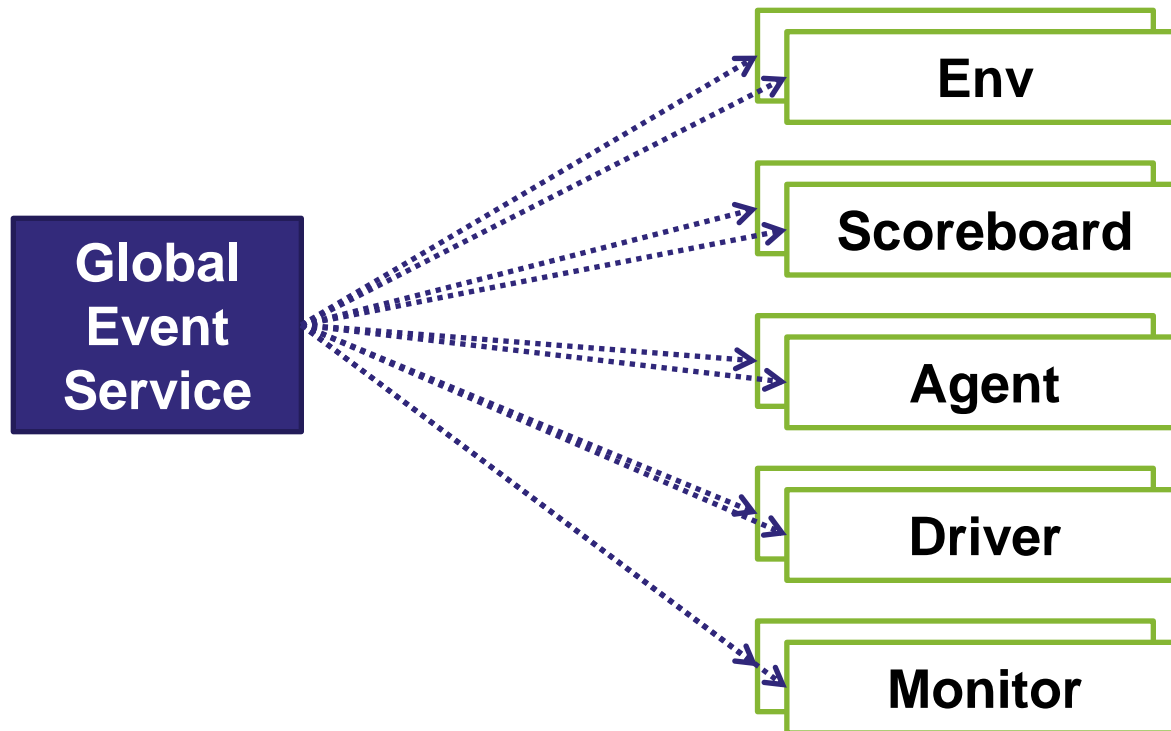 Env
Scoreboard
Global
Event
Service
Agent
Driver
Monitor